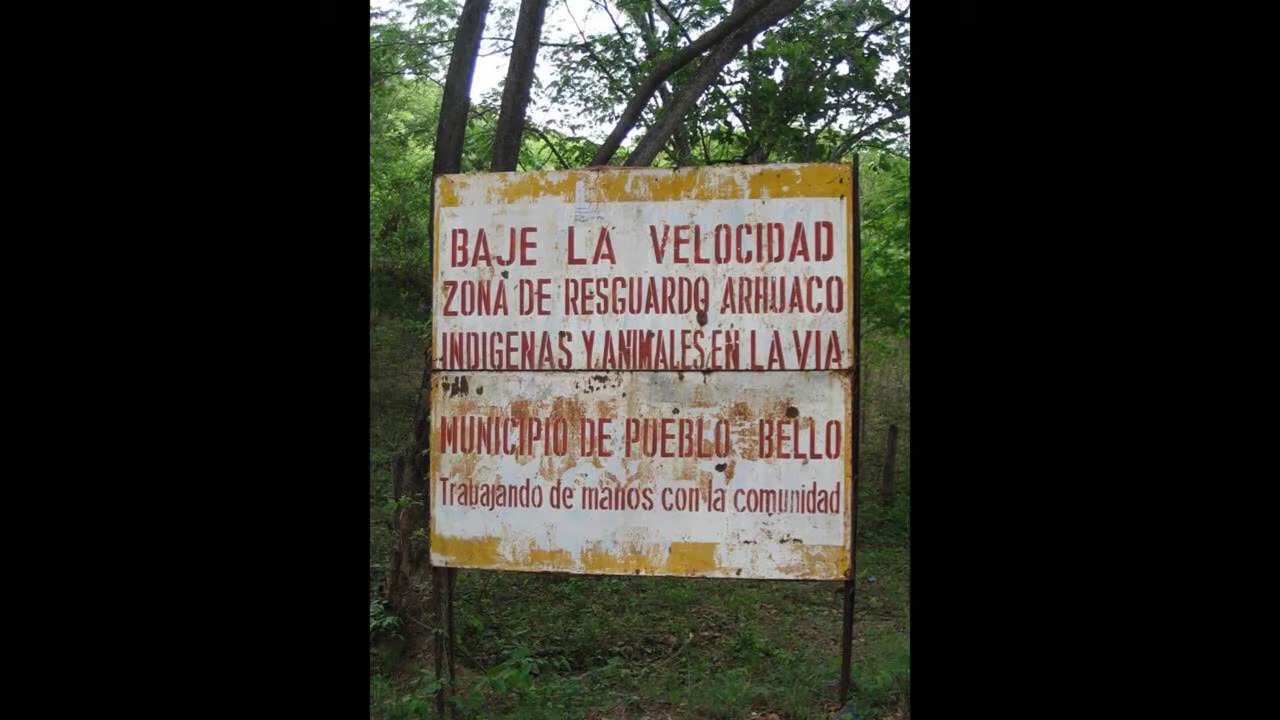 BAJE LA VELOCIDAD
ZONA DE RESGUARDO ARHUACO
INDIGENAS Y ANIMALES EN LA VIA
MUNICIPIO DE PUEBLO BELLO
Trabajando de manos con la comunidad